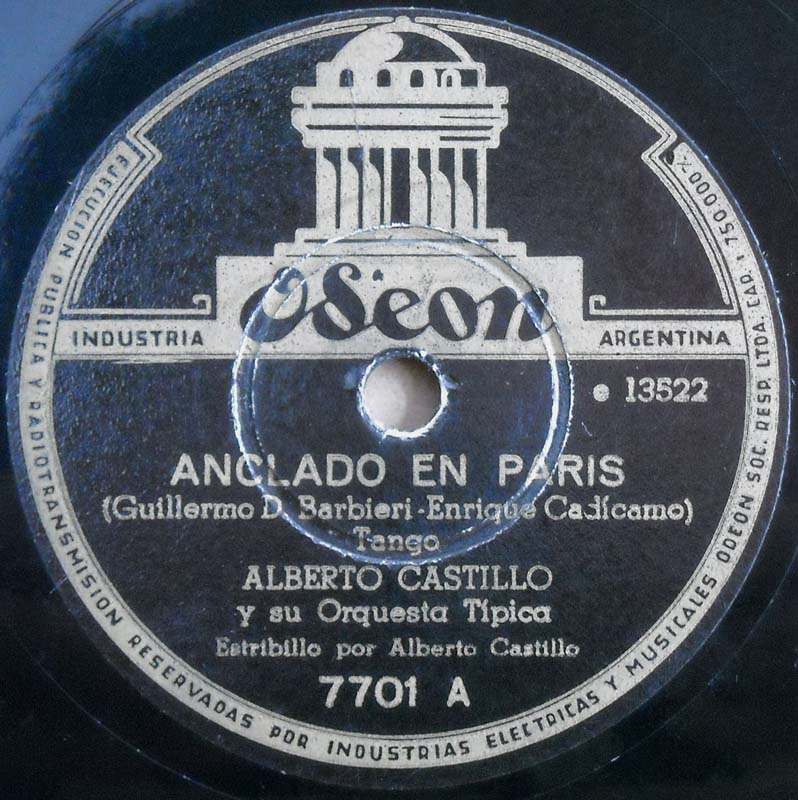 Odeon
INDUSTRIA ARGENTINA
e 13522
ANCLADO EN PARIS
(Guillermo D. Barbieri-Enrique Cadícamo)
Tango
ALBERTO CASTILLO
y su Orquesta Típica
Estribillo por Alberto Castillo
7701 A
EJECUCION PUBLICA Y RADIOTRANSMISION RESERVADAS POR INDUSTRIAS ELECTRICAS Y MUSICALES ODEON SOC. RESP. LTDA. CAP. $ 750.000 %